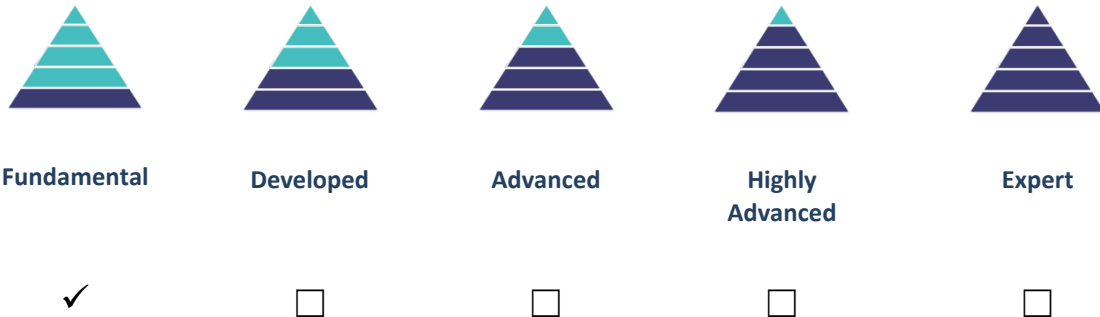 Fundamental
Developed
Advanced
Highly
Advanced
Expert
✓ ☐ ☐ ☐ ☐